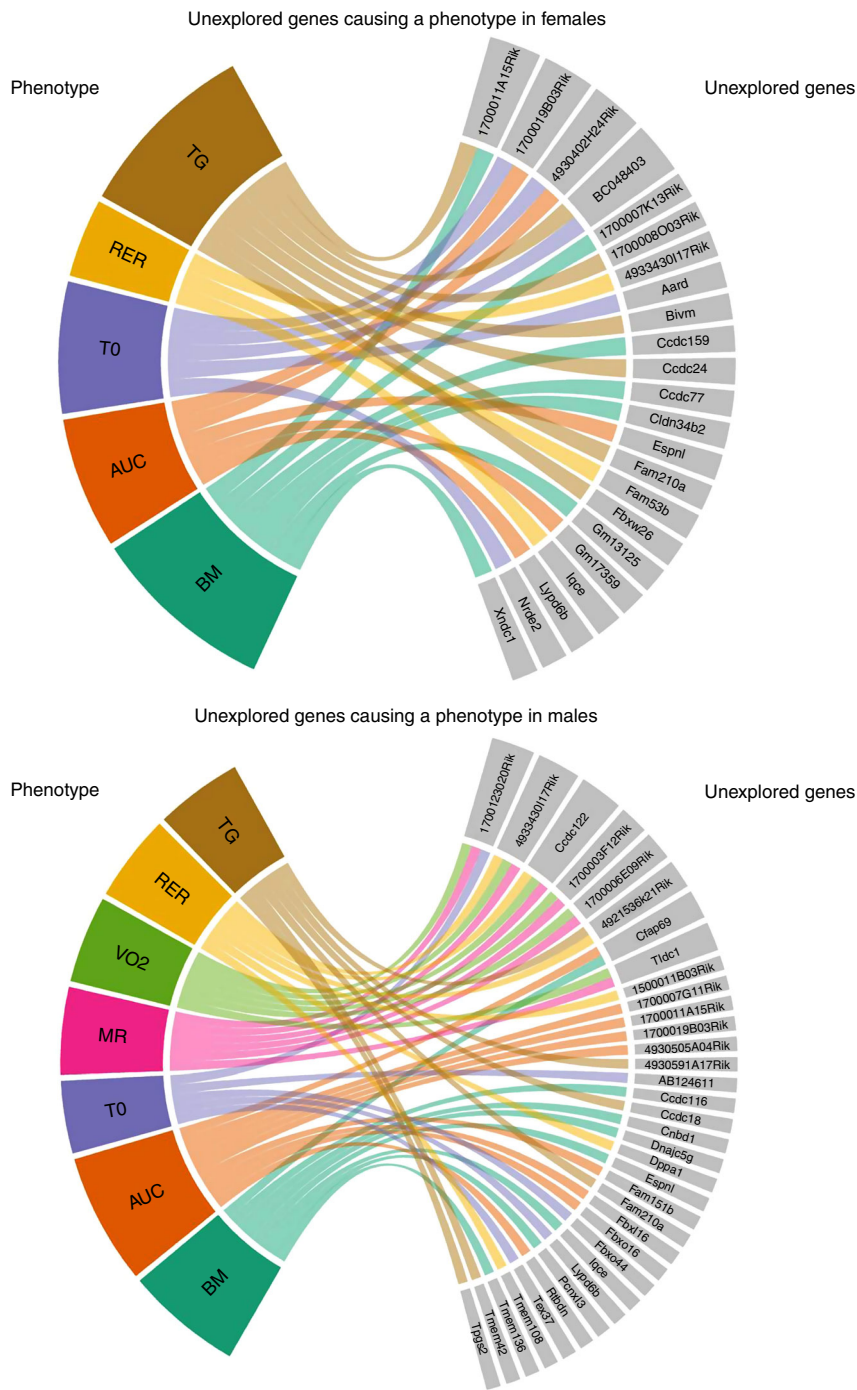 Unexplored genes causing a phenotype in females
Phenotype
Unexplored genes
TG
RER
T0
AUC
BM
1700011A15Rik
1700019B03Rik
4930402H24Rik
BC048403
1700007K13Rik
1700008O03Rik
4933430I17Rik
Aard
Bivm
Ccdc159
Ccdc24
Ccdc77
Cldn34b2
Espnl
Fam210a
Fam53b
Fbxw26
Gm13125
Gm17359
Iqce
Lypd6b
Nrde2
Xndc1
Unexplored genes causing a phenotype in males
Phenotype
Unexplored genes
TG
RER
VO2
MR
T0
AUC
BM
1700123020Rik
4933430I17Rik
Ccdc122
1700003F12Rik
1700006E09Rik
4921536k21Rik
Cfap69
Tldc1
1500011B03Rik
1700007G11Rik
1700011A15Rik
1700019B03Rik
4930505A04Rik
4930591A17Rik
AB124611
Ccdc116
Ccdc18
Cnbd1
Dnajc5g
Dppa1
Espnl
Fam151b
Fam210a
Fbxl16
Fbxo16
Fbxo44
Iqce
Lypd6b
Pcnxl3
Rtbdn
Tex37
Tmem108
Tmem136
Tmem42
Tpgs2